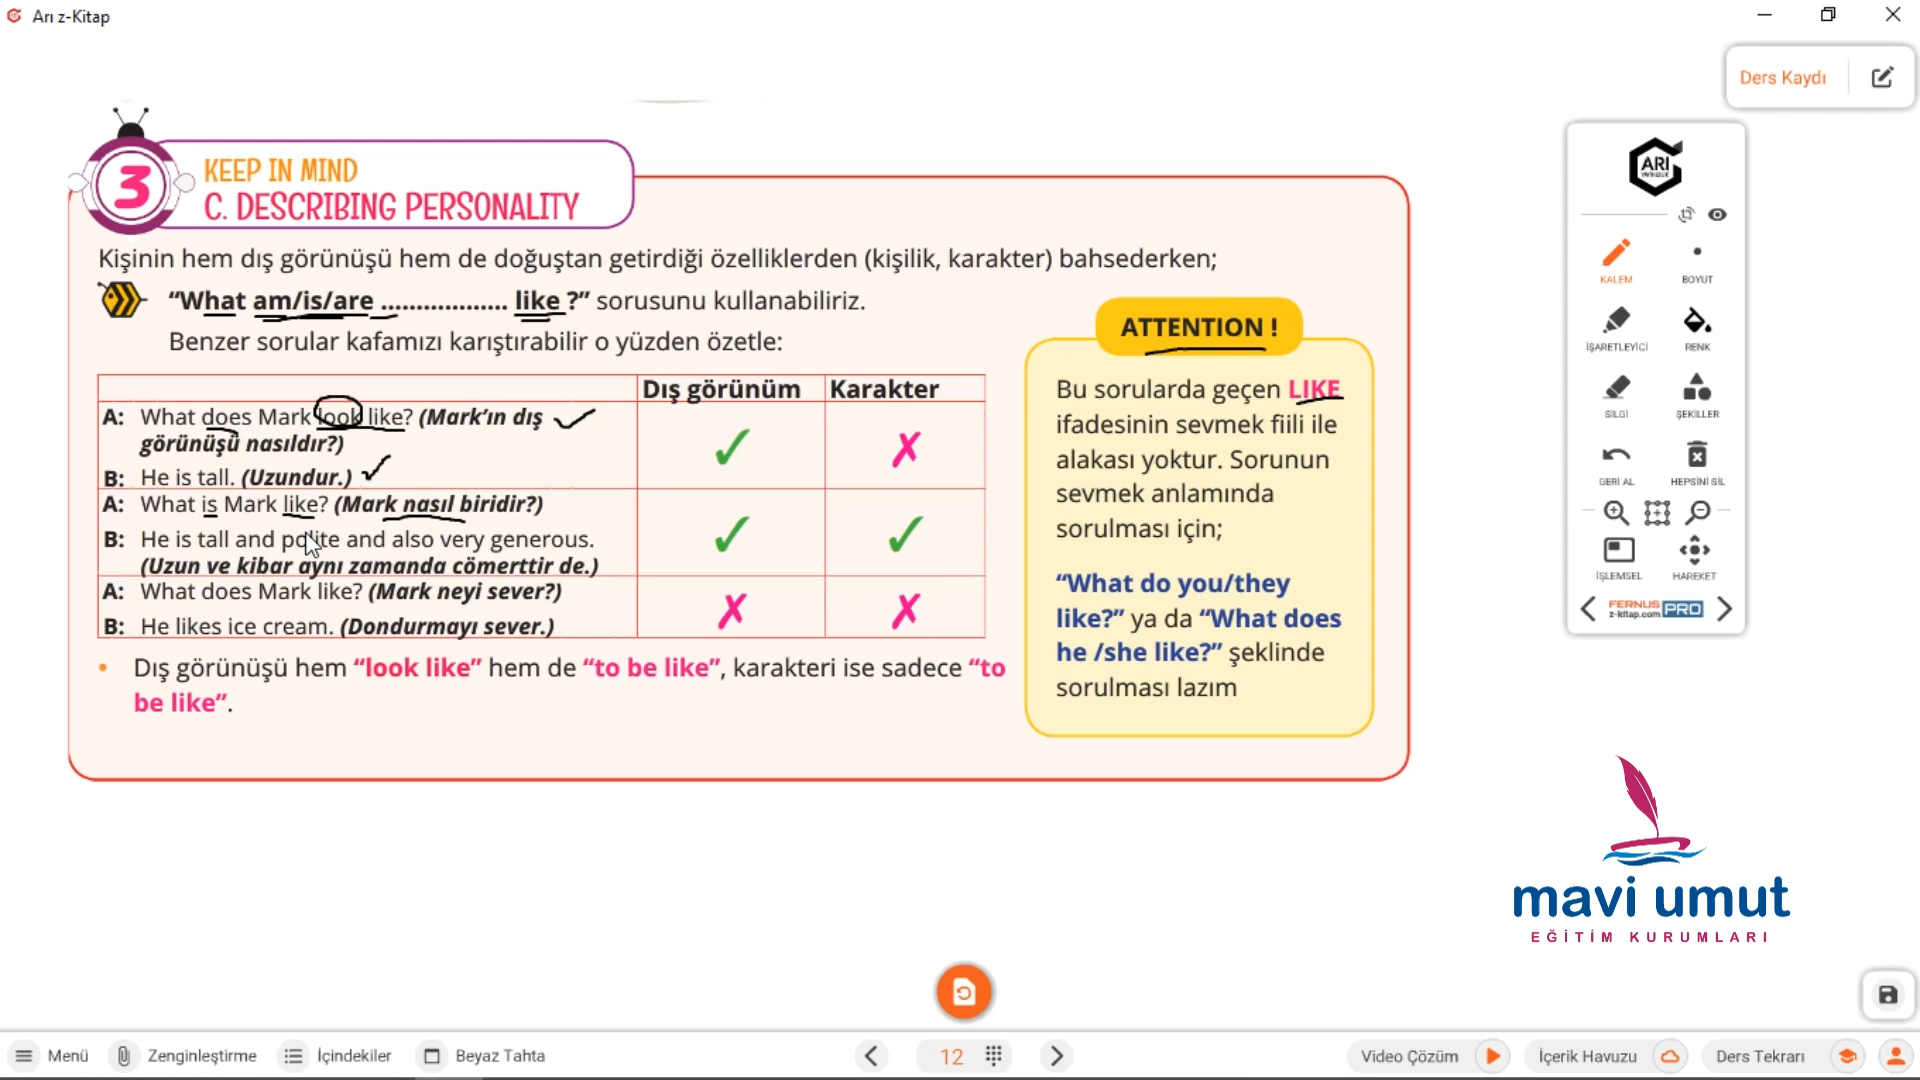 Arı z-Kitap
Ders Kaydı
3
KEEP IN MIND
C. DESCRIBING PERSONALITY
Kişinin hem dış görünüşü hem de doğuştan getirdiği özelliklerden (kişilik, karakter) bahsederken;
“What am/is/are .................. like ?” sorusunu kullanabiliriz.
Benzer sorular kafamızı karıştırabilir o yüzden özetle:
Dış görünüm Karakter
A: What does Mark look like? (Mark’ın dış
görünüşü nasıldır?)
B: He is tall. (Uzundur.)
A: What is Mark like? (Mark nasıl biridir?)
B: He is tall and polite and also very generous.
(Uzun ve kibar aynı zamanda cömerttir de.)
A: What does Mark like? (Mark neyi sever?)
B: He likes ice cream. (Dondurmayı sever.)
• Dış görünüşü hem “look like” hem de “to be like”, karakteri ise sadece “to
be like”.
ATTENTION !
Bu sorularda geçen LIKE
ifadesinin sevmek fiili ile
alakası yoktur. Sorunun
sevmek anlamında
sorulması için;
“What do you/they
like?” ya da “What does
he /she like?” şeklinde
sorulması lazım
ARI
KALEM
BOYUT
İŞARETLEYİCİ
RENK
SİLGİ
ŞEKİLLER
GERİ AL
HEPSİNİ SİL
İŞLEMSEL
HAREKET
FERNUS
z-kitap.com
PRO
mavi umut
EĞİTİM KURUMLARI
Menü
Zenginleştirme
İçindekiler
Beyaz Tahta
12
Video Çözüm
İçerik Havuzu
Ders Tekrarı